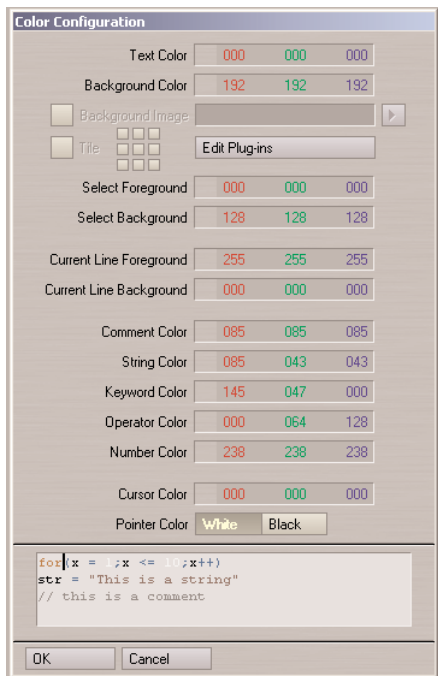 Color Configuration
Text Color 000 000 000
Background Color 192 192 192
Background Image
Tile Edit Plug-ins
Select Foreground 000 000 000
Select Background 128 128 128
Current Line Foreground 255 255 255
Current Line Background 000 000 000
Comment Color 085 085 085
String Color 085 043 043
Keyword Color 145 047 000
Operator Color 000 064 128
Number Color 238 238 238
Cursor Color 000 000 000
Pointer Color White Black
for(x = 1;x <= 10;x++)
str = "This is a string"
// this is a comment
OK Cancel